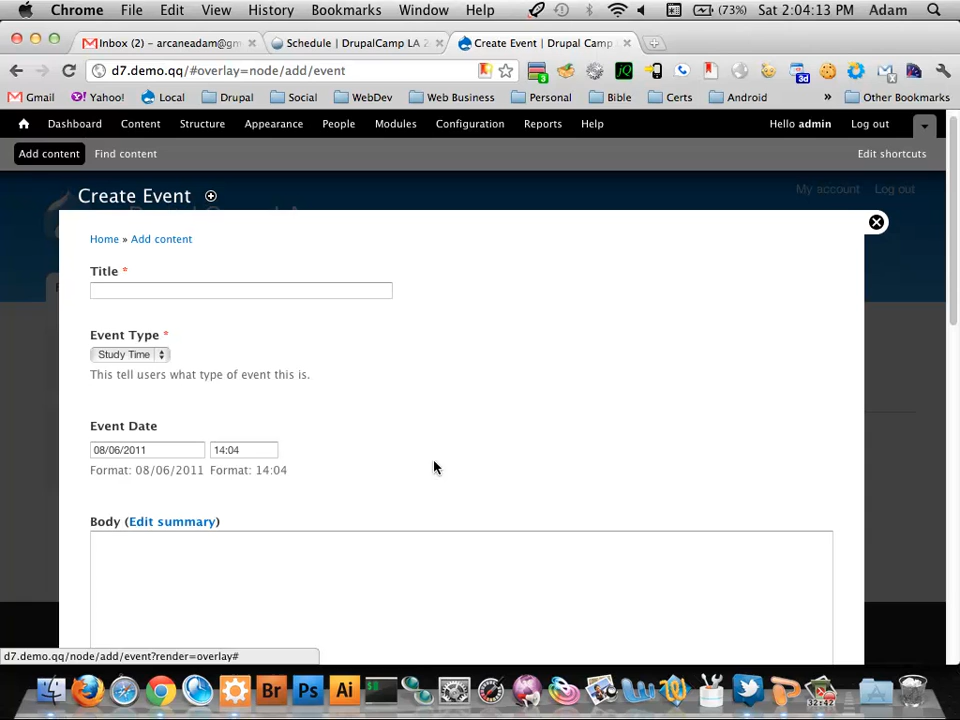 Chrome File Edit View History Bookmarks Window Help (73%) Sat 2:04:13 PM Adam
Inbox (2) - arcaneadam@gm Schedule | DrupalCamp LA 2 Create Event | Drupal Camp
d7.demo.qq/#overlay=node/add/event
Gmail Yahoo! Local Drupal Social WebDev Web Business Personal Bible Certs Android » Other Bookmarks
Dashboard Content Structure Appearance People Modules Configuration Reports Help Hello admin Log out
Add content Find content Edit shortcuts
My account Log out
Create Event
Home » Add content
Title *
Event Type *
Study Time
This tell users what type of event this is.
Event Date
08/06/2011 14:04
Format: 08/06/2011 Format: 14:04
Body (Edit summary)
d7.demo.qq/node/add/event?render=overlay#
Br Ps Ai
32:42